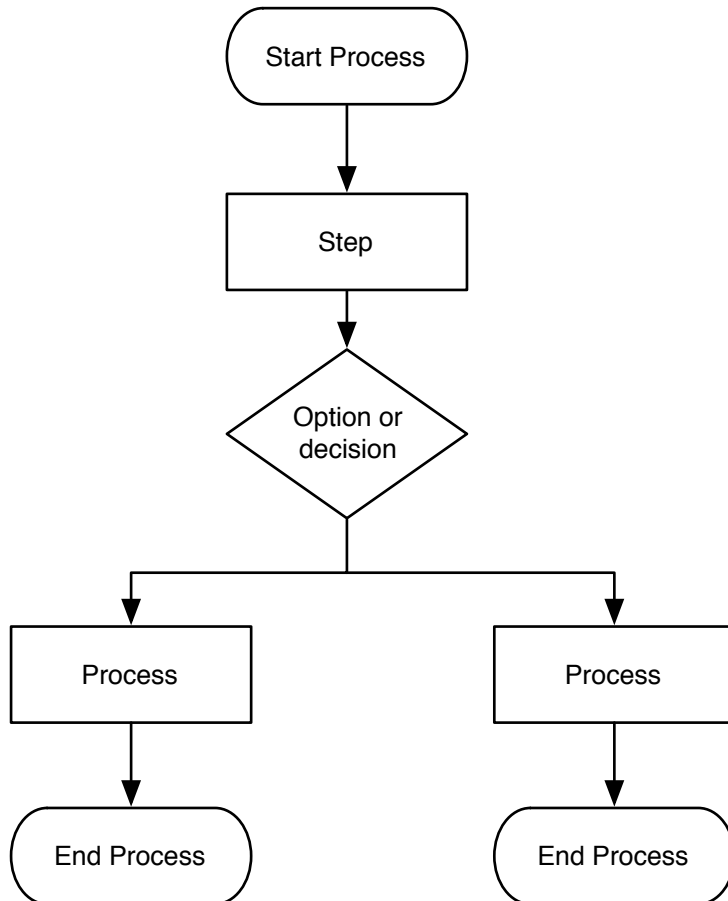 Start Process
Step
Option or
decision
Process
Process
End Process
End Process